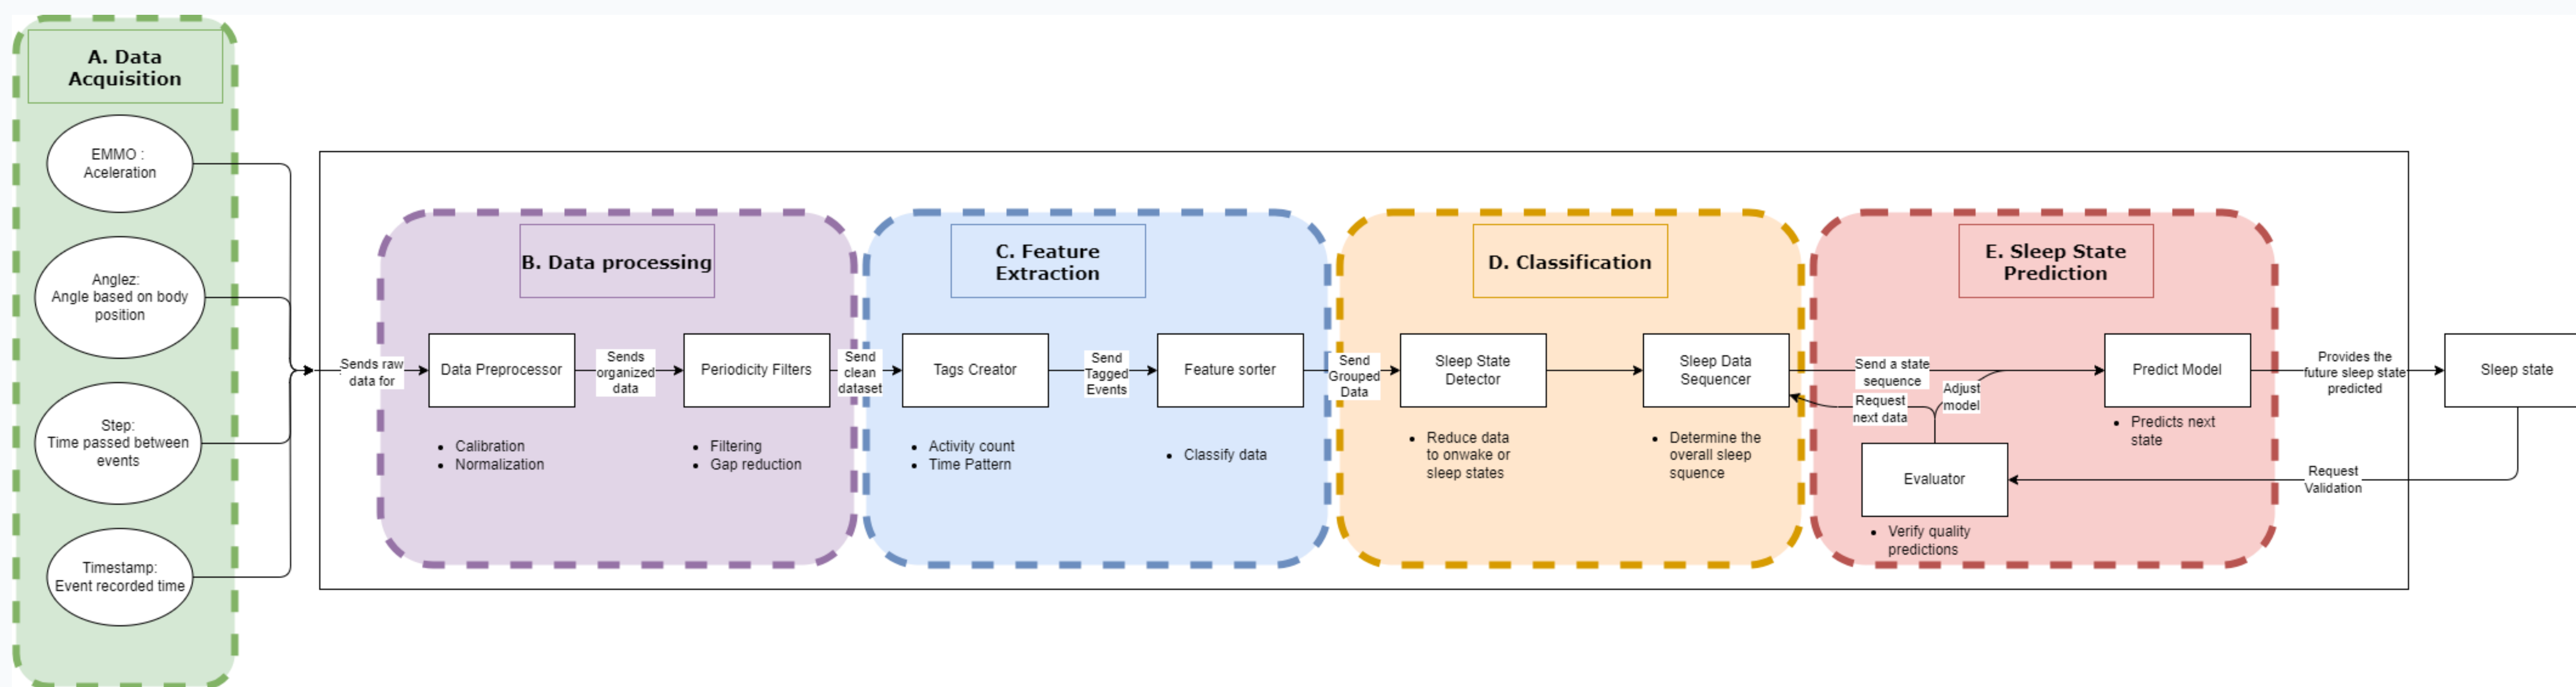 A. Data
Acquisition
EMMO :
Aceleration
Anglez:
Angle based on body
position
Step:
Time passed between
events
Timestamp:
Event recorded time
Sends raw
data for
B. Data processing
Data Preprocessor
Calibration
Normalization
Sends
organized
data
Periodicity Filters
Filtering
Gap reduction
Send
clean
dataset
C. Feature
Extraction
Tags Creator
Activity count
Time Pattern
Send
Tagged
Events
Feature sorter
Classify data
Send
Grouped
Data
D. Classification
Sleep State
Detector
Reduce data
to onwake or
sleep states
Sleep Data
Sequencer
Determine the
overall sleep
squence
E. Sleep State
Prediction
Send a state
sequence
Request
next data
Adjust
model
Predict Model
Predicts next
state
Evaluator
Verify quality
predictions
Provides the
future sleep state
predicted
Request
Validation
Sleep state